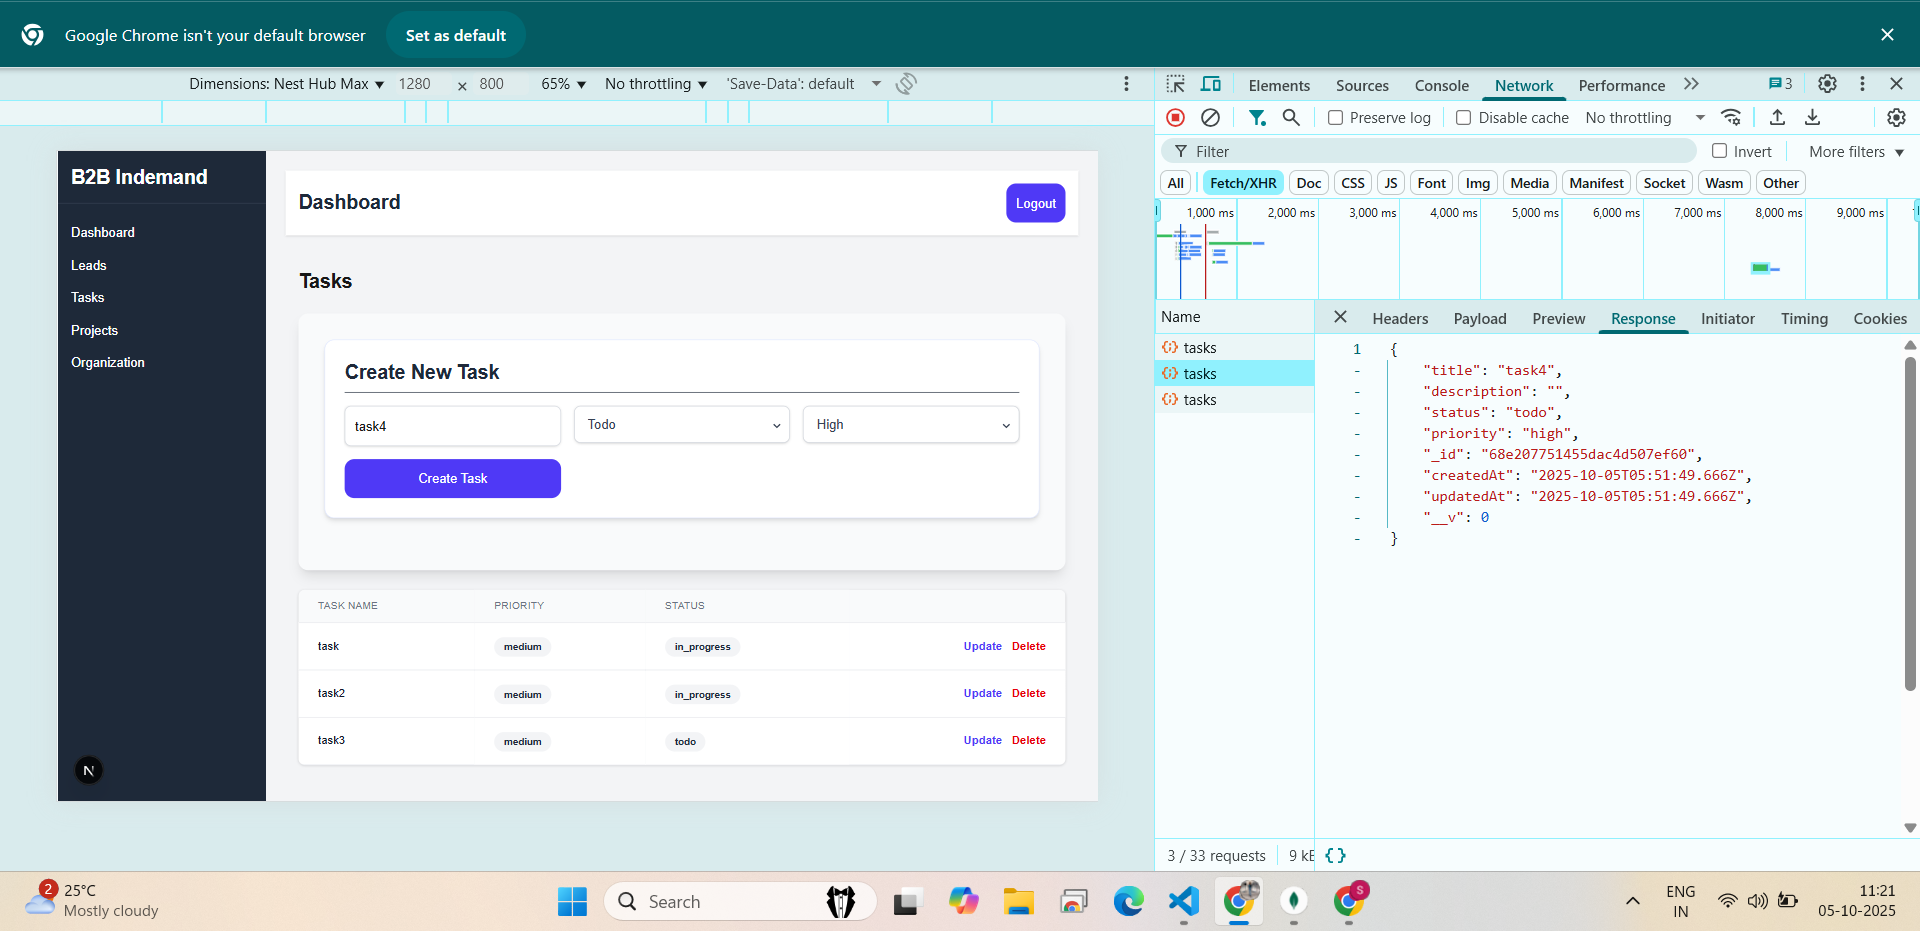 Google Chrome isn't your default browser
Set as default
Dimensions: Nest Hub Max ▼ 1280 × 800 65% ▼ No throttling ▼ 'Save-Data': default
Elements Sources Console Network Performance 3
Preserve log Disable cache No throttling
Filter Invert More filters
All Fetch/XHR Doc CSS JS Font Img Media Manifest Socket Wasm Other
1,000 ms 2,000 ms 3,000 ms 4,000 ms 5,000 ms 6,000 ms 7,000 ms 8,000 ms 9,000 ms
B2B Indemand
Dashboard
Leads
Tasks
Projects
Organization
N
Dashboard
Logout
Tasks
Create New Task
task4 Todo High
Create Task
TASK NAME PRIORITY STATUS
task medium in_progress Update Delete
task2 medium in_progress Update Delete
task3 medium todo Update Delete
Name
tasks
tasks
tasks
Headers Payload Preview Response Initiator Timing Cookies
1 {
- "title": "task4",
- "description": "",
- "status": "todo",
- "priority": "high",
- "_id": "68e207751455dac4d507ef60",
- "createdAt": "2025-10-05T05:51:49.666Z",
- "updatedAt": "2025-10-05T05:51:49.666Z",
- "__v": 0
- }
3 / 33 requests 9 kB {}
2
25°C
Mostly cloudy
Search
S
ENG
IN
11:21
05-10-2025